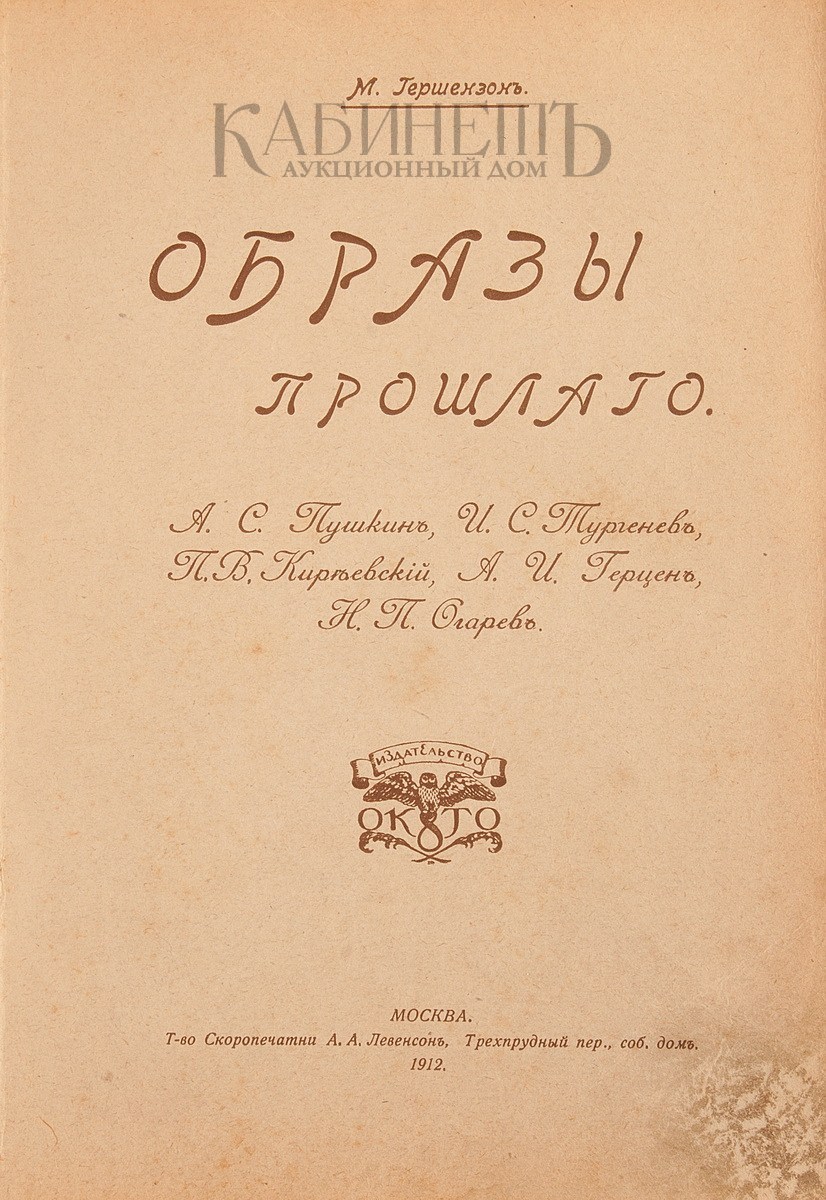 М. Гершензонъ.
КАБИНЕТЪ
АУКЦИОННЫЙ ДОМ
ОБРАЗЫ
ПРОШЛАГО.
А. С. Пушкинъ, И. С. Тургеневъ,
П. В. Кирѣевскій, А. И. Герценъ,
Н. П. Огаревъ.
ИЗДАТЕЛЬСТВО
ОКТО
МОСКВА.
Т-во Скоропечатни А. А. Левенсонъ, Трехпрудный пер., соб. домъ.
1912.